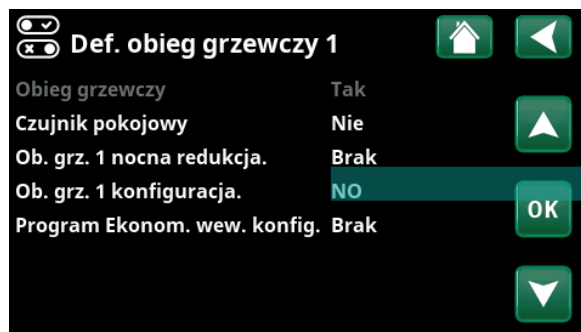 Def. obieg grzewczy 1
Obieg grzewczy Tak
Czujnik pokojowy Nie
Ob. grz. 1 nocna redukcja. Brak
Ob. grz. 1 konfiguracja. NO
OK
Program Ekonom. wew. konfig. Brak